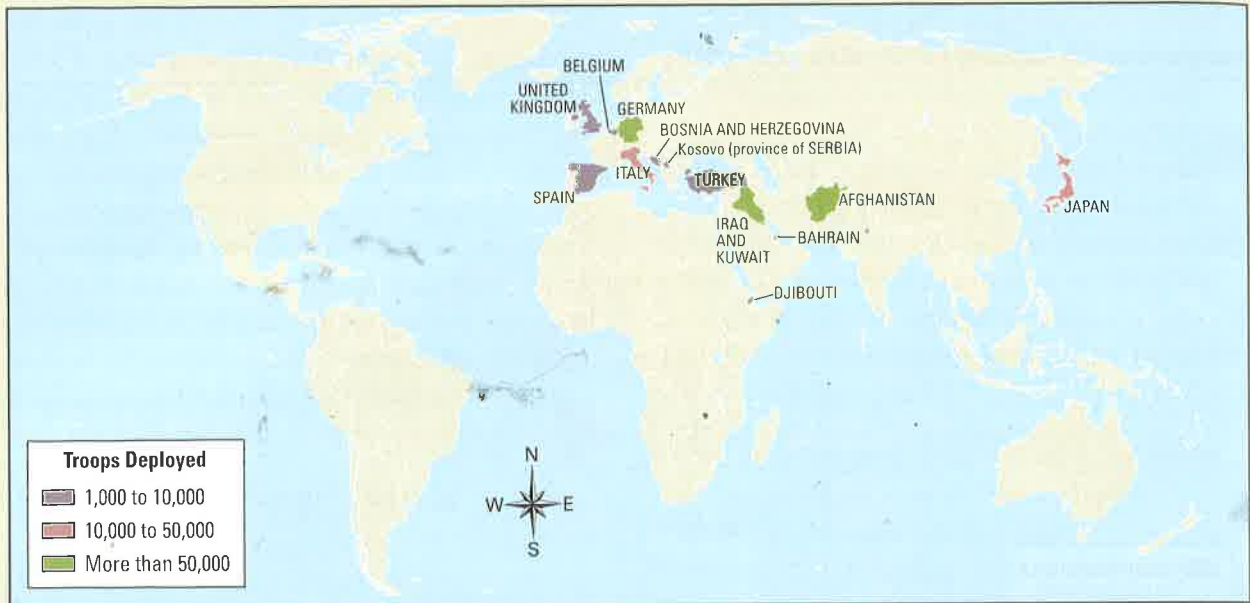 BELGIUM
UNITED
KINGDOM
GERMANY
BOSNIA AND HERZEGOVINA
Kosovo (province of SERBIA)
ITALY
TURKEY
SPAIN
AFGHANISTAN
JAPAN
IRAQ
AND
KUWAIT
BAHRAIN
DJIBOUTI
Troops Deployed
1,000 to 10,000
10,000 to 50,000
More than 50,000
N
W E
S